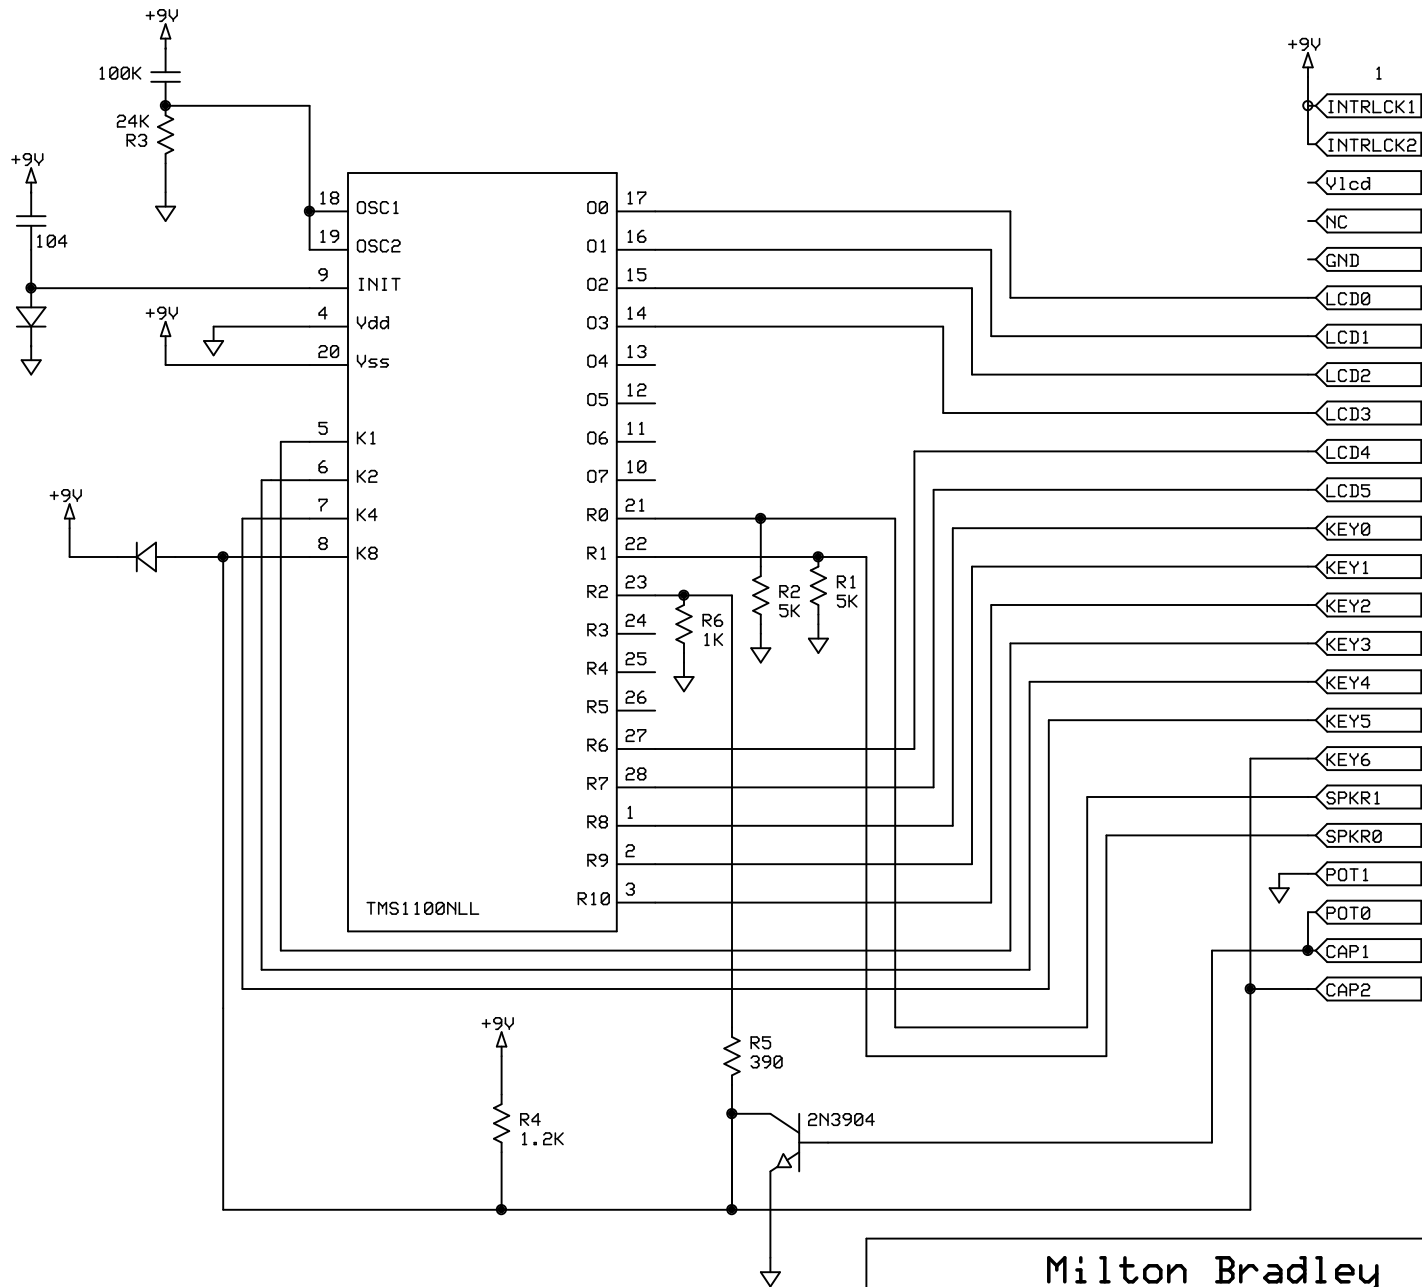 +9V
100K
24K
R3
+9V
104
+9V
+9V
18
19
9
4
20
5
6
7
8
OSC1
OSC2
INIT
Vdd
Vss
K1
K2
K4
K8
TMS1100NLL
O0
O1
O2
O3
O4
O5
O6
O7
R0
R1
R2
R3
R4
R5
R6
R7
R8
R9
R10
17
16
15
14
13
12
11
10
21
22
23
24
25
26
27
28
1
2
3
R6
1K
R2
5K
R1
5K
+9V
R4
1.2K
R5
390
2N3904
+9V
1
INTRLCK1
INTRLCK2
Vlcd
NC
GND
LCD0
LCD1
LCD2
LCD3
LCD4
LCD5
KEY0
KEY1
KEY2
KEY3
KEY4
KEY5
KEY6
SPKR1
SPKR0
POT1
POT0
CAP1
CAP2
Milton Bradley